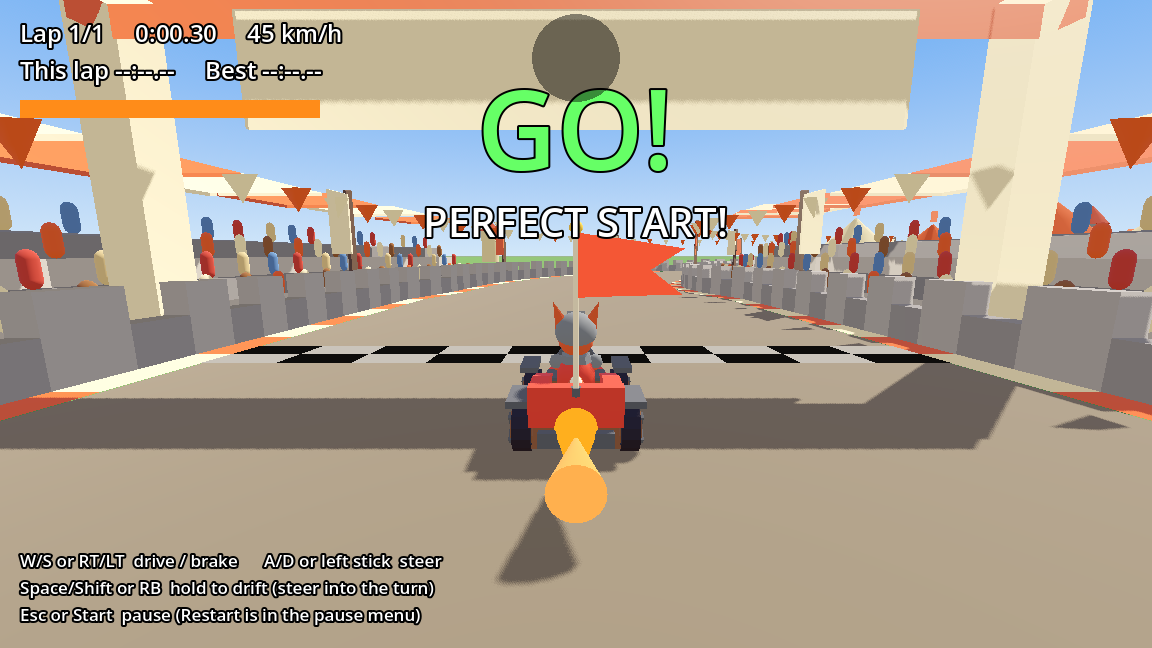 Lap 1/1 0:00.30 45 km/h
This lap --:--.-- Best --:--.--
GO!
PERFECT START!
W/S or RT/LT drive / brake A/D or left stick steer
Space/Shift or RB hold to drift (steer into the turn)
Esc or Start pause (Restart is in the pause menu)